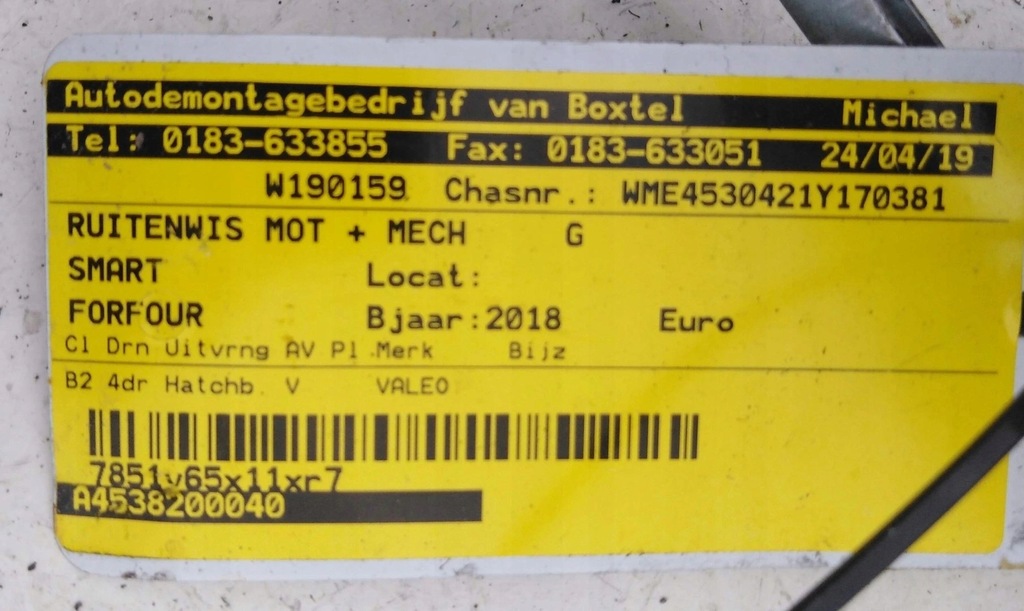 Autodemontagebedrijf van Boxtel Michael
Tel: 0183-633855 Fax: 0183-633051 24/04/19
W190159 Chasnr.: WME4530421Y170381
RUITENWIS MOT + MECH G
SMART Locat:
FORFOUR Bjaar:2018 Euro
Cl Drn Uitvrng AV Pl Merk Bijz
B2 4dr Hatchb. V VALEO
7851v65x11xr7
A4538200040